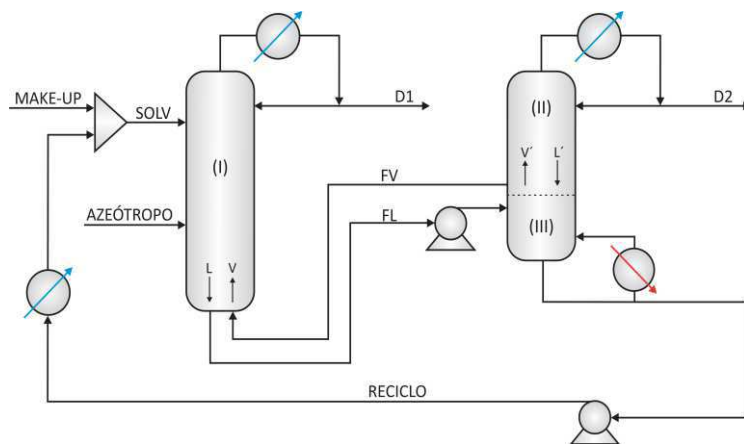 MAKE-UP
SOLV
D1
D2
(I)
(II)
V´ L´
FV
AZEÓTROPO
FL
(III)
L V
RECICLO